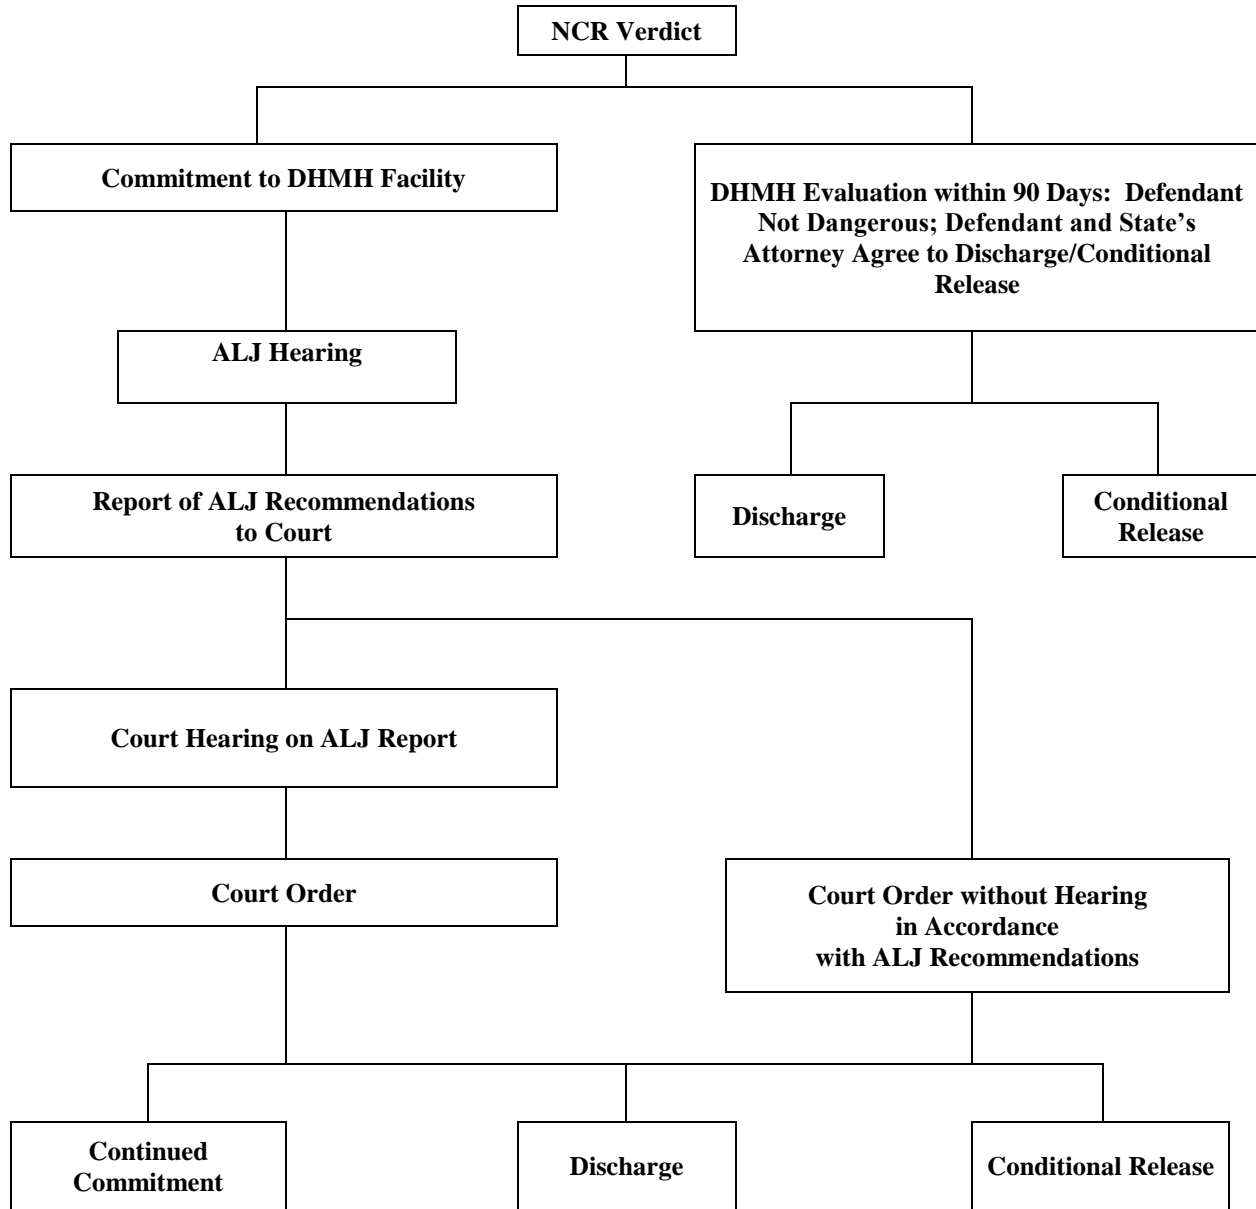 NCR Verdict
Commitment to DHMH Facility
DHMH Evaluation within 90 Days: Defendant
Not Dangerous; Defendant and State’s
Attorney Agree to Discharge/Conditional
Release
ALJ Hearing
Report of ALJ Recommendations
to Court
Discharge
Conditional
Release
Court Hearing on ALJ Report
Court Order
Court Order without Hearing
in Accordance
with ALJ Recommendations
Continued
Commitment
Discharge
Conditional Release